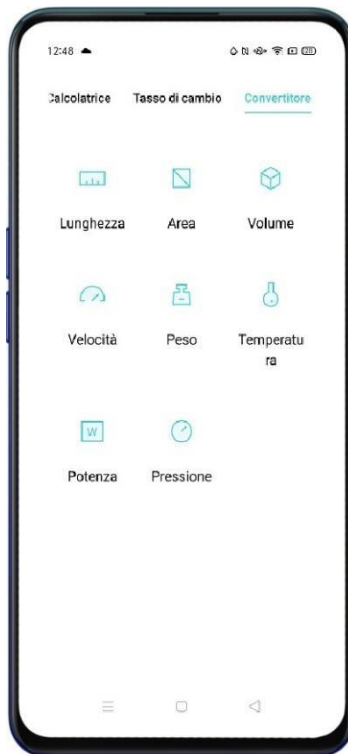 12:48
Calcolatrice Tasso di cambio Convertitore
Lunghezza Area Volume
Velocità Peso Temperatu
ra
W
Potenza Pressione